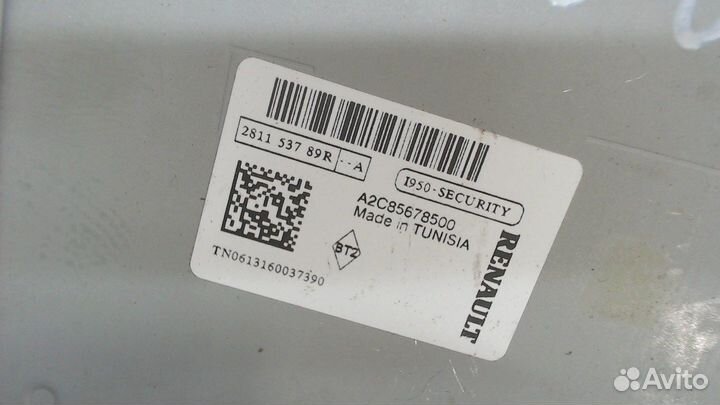 2811 537 89R --A
I950-SECURITY
A2C85678500
Made in TUNISIA
BTZ
TN0613160037390
RENAULT
Avito